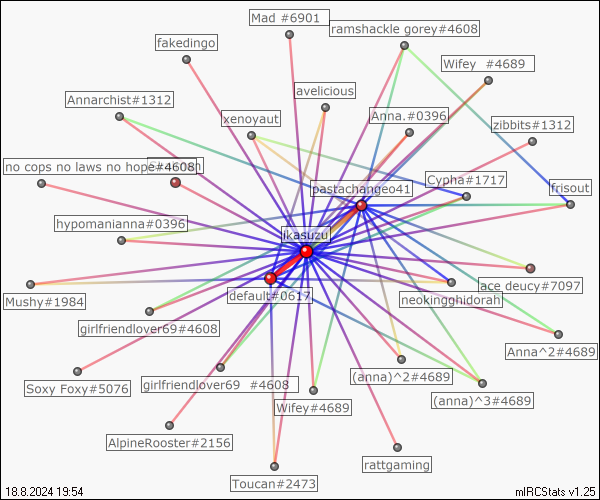 Mad #6901
ramshackle gorey#4608
fakedingo
Wifey  #4689
avelicious
Annarchist#1312
xenoyaut
Anna.#0396
zibbits#1312
no cops no laws no hope#4608
pastachangeo41
Cypha#1717
frisout
hypomanianna#0396
ikasuzu
ace deucy#7097
default#0617
neokingghidorah
Mushy#1984
girlfriendlover69#4608
Anna^2#4689
(anna)^2#4689
Soxy Foxy#5076
girlfriendlover69  #4608
Wifey#4689
(anna)^3#4689
AlpineRooster#2156
rattgaming
Toucan#2473
18.8.2024 19:54
mIRCStats v1.25